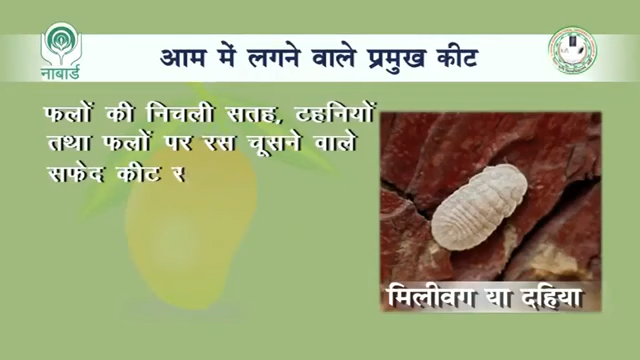 आम में लगने वाले प्रमुख कीट
नाबार्ड
फलों की निचली सतह, टहनियों
तथा फलों पर रस चूसने वाले
सफेद कीट र
मिलीवग या दहिया